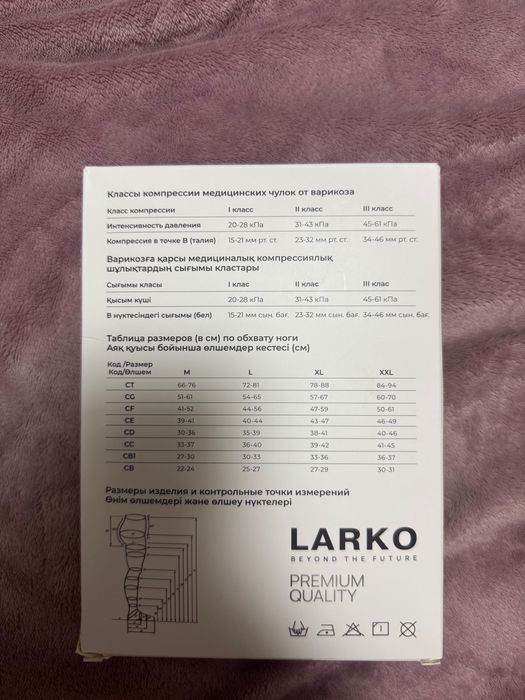 Классы компрессии медицинских чулок от варикоза
Класс компрессии I класс II класс III класс
Интенсивность давления 20-28 кПа 31-43 кПа 45-61 кПа
Компрессия в точке В (талия) 15-21 мм рт. ст. 23-32 мм рт. ст. 34-46 мм рт. ст.
Варикозға қарсы медициналық компрессиялық
шұлықтардың сығымы кластары
Сығымы класы I клас II клас III клас
Қысым күші 20-28 кПа 31-43 кПа 45-61 кПа
В нүктесіндегі сығымы (бел) 15-21 мм сын. бағ. 23-32 мм сын. бағ. 34-46 мм сын. бағ.
Таблица размеров (в см) по обхвату ноги
Аяқ қуысы бойынша өлшемдер кестесі (см)
Код /Размер
Код/Өлшем M L XL XXL
CT 66-76 72-81 78-88 84-94
CG 51-61 54-65 57-67 60-70
CF 41-52 44-56 47-59 50-61
CE 39-41 40-44 43-47 46-49
CD 30-36 35-39 38-41 40-46
CC 33-37 36-40 39-42 41-45
CB1 27-30 30-33 33-36 36-37
CB 22-24 25-27 27-29 30-31
Размеры изделия и контрольные точки измерений
Өнім өлшемдері және өлшеу нүктелері
LARKO
BEYOND THE FUTURE
PREMIUM
QUALITY